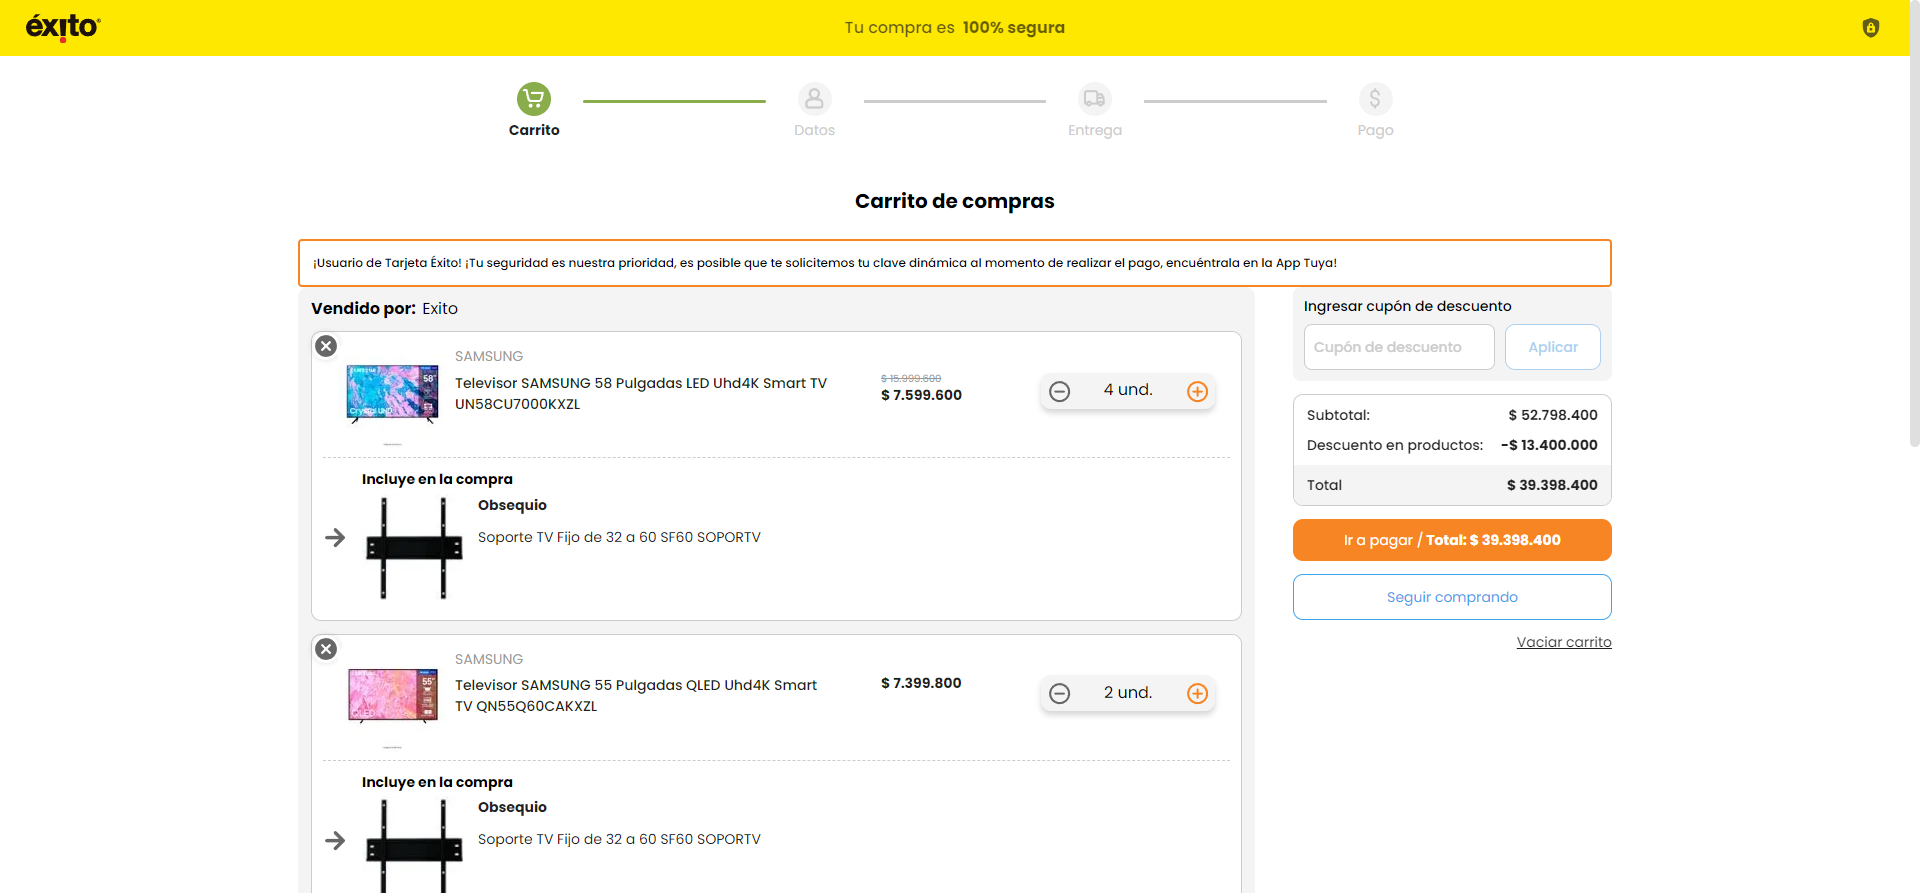 éxito
Tu compra es 100% segura
Carrito
Datos
Entrega
Pago
Carrito de compras
¡Usuario de Tarjeta Éxito! ¡Tu seguridad es nuestra prioridad, es posible que te solicitemos tu clave dinámica al momento de realizar el pago, encuéntrala en la App Tuya!
Vendido por: Exito
SAMSUNG
Televisor SAMSUNG 58 Pulgadas LED Uhd4K Smart TV
UN58CU7000KXZL
$ 15.999.600
$ 7.599.600
4 und.
58"
Crystal UHD
Incluye en la compra
Obsequio
Soporte TV Fijo de 32 a 60 SF60 SOPORTV
SAMSUNG
Televisor SAMSUNG 55 Pulgadas QLED Uhd4K Smart
TV QN55Q60CAKXZL
$ 7.399.800
2 und.
55"
QLED
Incluye en la compra
Obsequio
Soporte TV Fijo de 32 a 60 SF60 SOPORTV
Ingresar cupón de descuento
Cupón de descuento
Aplicar
Subtotal: $ 52.798.400
Descuento en productos: -$ 13.400.000
Total $ 39.398.400
Ir a pagar / Total: $ 39.398.400
Seguir comprando
Vaciar carrito